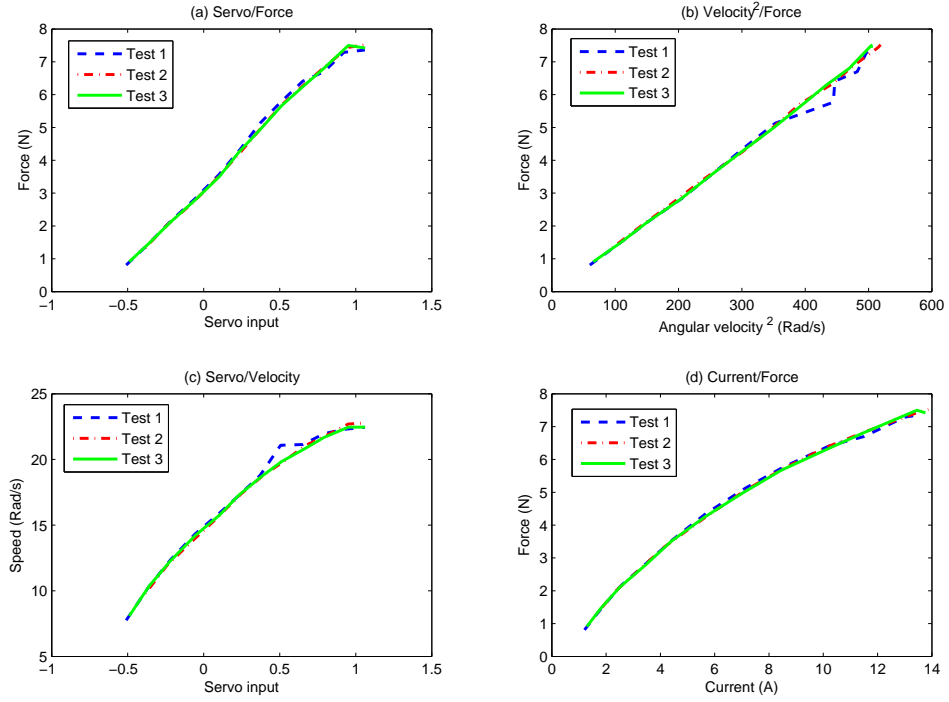 (a) Servo/Force
8
7
6
5
4
3
2
1
0
Force (N)
Test 1
Test 2
Test 3
−1
−0.5
0
0.5
1
1.5
Servo input
(b) Velocity²/Force
8
7
6
5
4
3
2
1
0
Force (N)
Test 1
Test 2
Test 3
0
100
200
300
400
500
600
Angular velocity ² (Rad/s)
(c) Servo/Velocity
25
20
15
10
5
Speed (Rad/s)
Test 1
Test 2
Test 3
−1
−0.5
0
0.5
1
1.5
Servo input
(d) Current/Force
8
7
6
5
4
3
2
1
0
Force (N)
Test 1
Test 2
Test 3
0
2
4
6
8
10
12
14
Current (A)